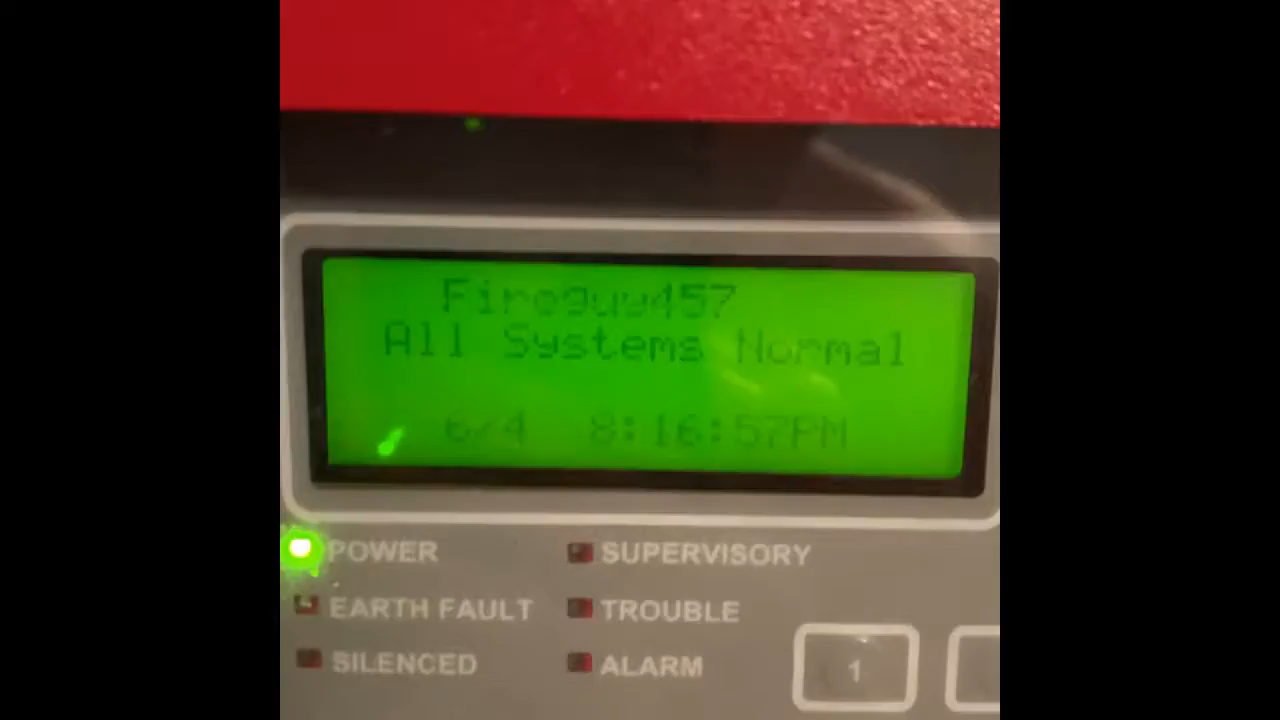 Fireguy457
All Systems Normal
6/4 8:16:57PM
POWER
SUPERVISORY
EARTH FAULT
TROUBLE
SILENCED
ALARM
1